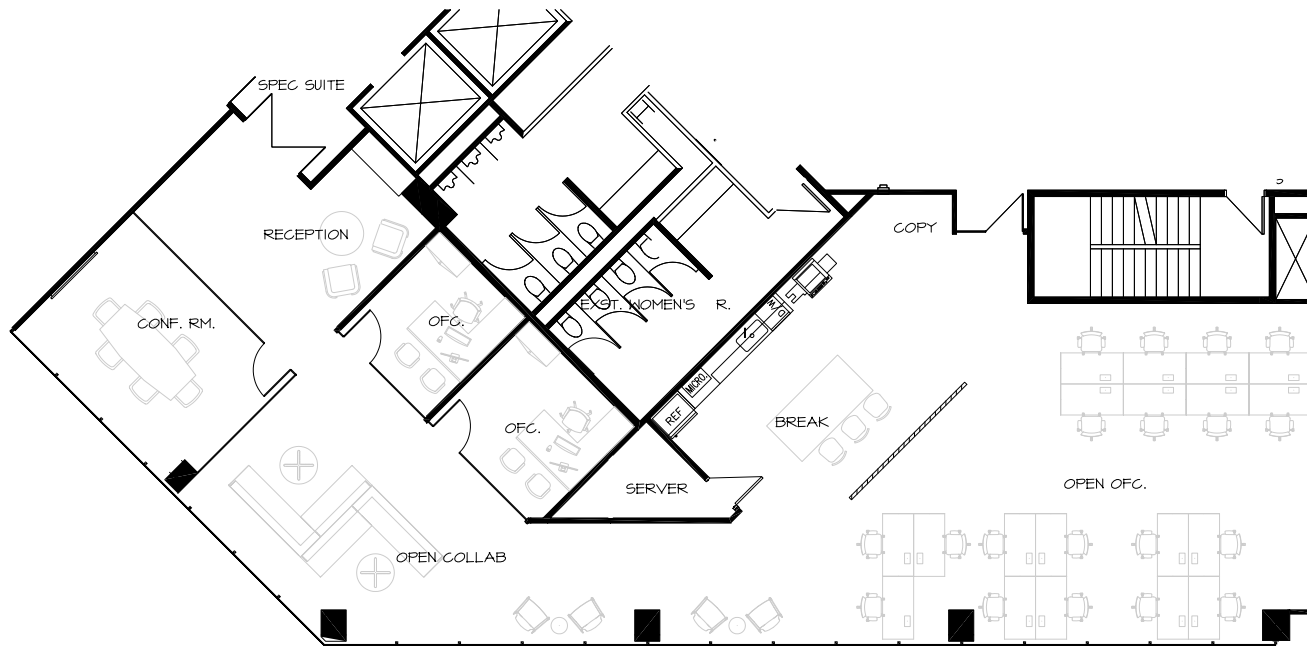 SPEC SUITE
RECEPTION
COPY
EXST. WOMEN'S R.
CONF. RM.
OFC.
MICRO.
REF
BREAK
OFC.
OPEN OFC.
SERVER
OPEN COLLAB